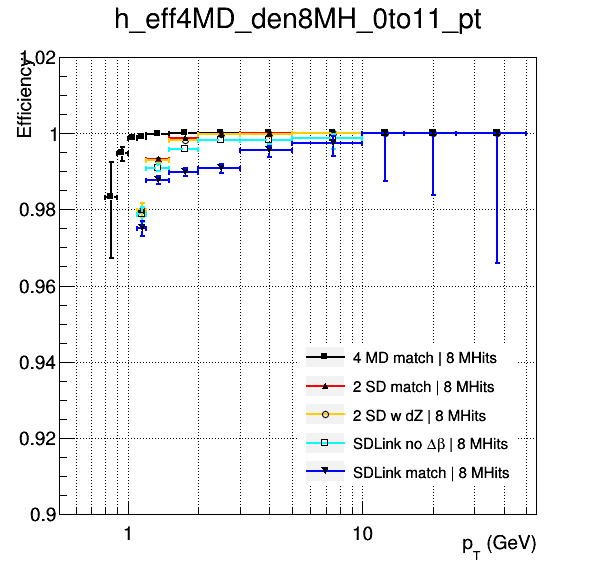 h_eff4MD_den8MH_0to11_pt
Efficiency
1.02
1
0.98
0.96
0.94
0.92
0.9
4 MD match | 8 MHits
2 SD match | 8 MHits
2 SD w dZ | 8 MHits
SDLink no Δβ | 8 MHits
SDLink match | 8 MHits
1 10
p_T (GeV)